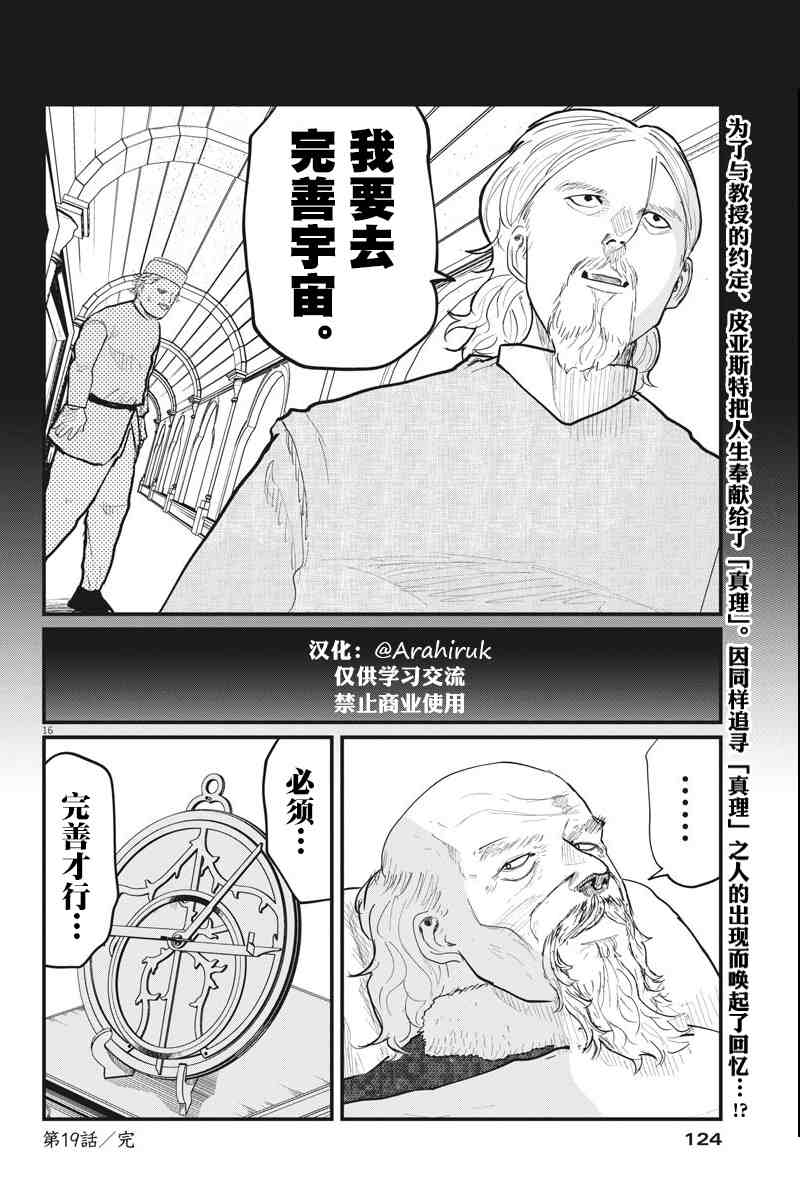 我要去
完善宇宙。
为了与教授的约定、皮亚斯特把人生奉献给了「真理」。因同样追寻「真理」之人的出现而唤起了回忆…!?
汉化：@Arahiruk
仅供学习交流
禁止商业使用
16
……
必须…
完善才行…
第19話／完
124